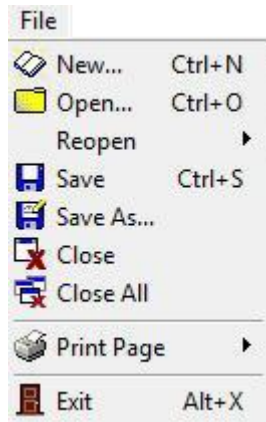 File
New... Ctrl+N
Open... Ctrl+O
Reopen
Save Ctrl+S
Save As...
Close
Close All
Print Page
Exit Alt+X